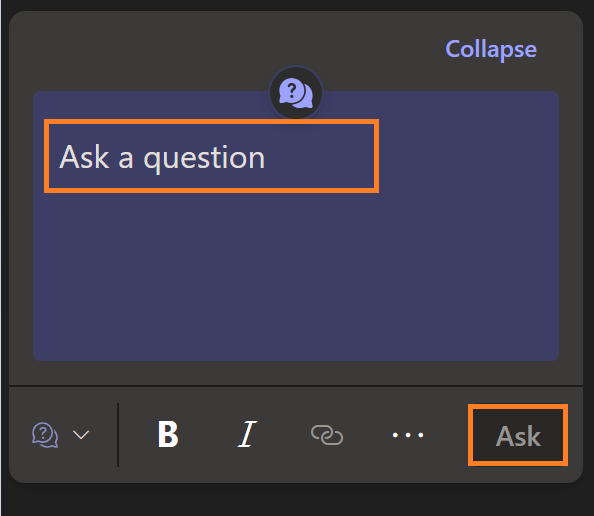 Collapse
Ask a question
B I ... Ask